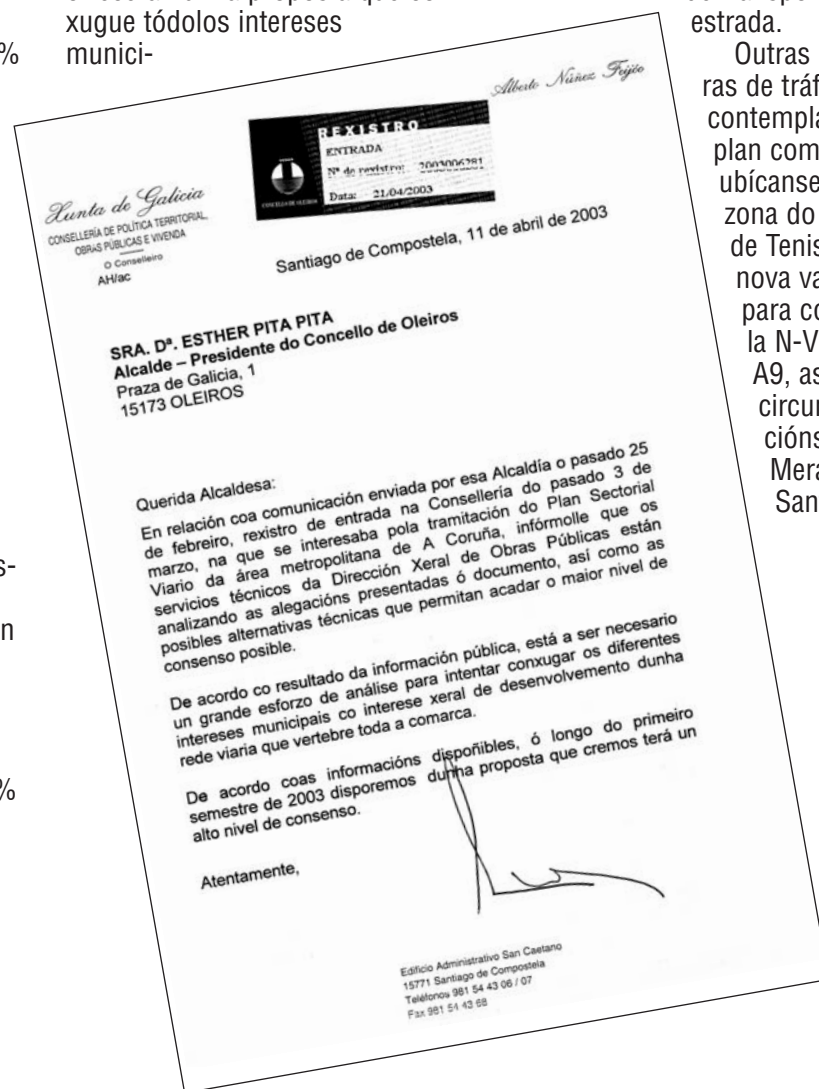 xugue tódolos intereses
munici-
%
s-
n
%
Alberto Núñez Feijóo
REXISTRO
ENTRADA
Nº de rexistro: 2003006281
Data: 21/04/2003
CONCELLO DE OLEIROS
Xunta de Galicia
CONSELLERÍA DE POLÍTICA TERRITORIAL,
OBRAS PÚBLICAS E VIVENDA
O Conselleiro
AH/ac
Santiago de Compostela, 11 de abril de 2003
SRA. Dª. ESTHER PITA PITA
Alcalde – Presidente do Concello de Oleiros
Praza de Galicia, 1
15173 OLEIROS
Querida Alcaldesa:
En relación coa comunicación enviada por esa Alcaldía o pasado 25
de febreiro, rexistro de entrada na Consellería do pasado 3 de
marzo, na que se interesaba pola tramitación do Plan Sectorial
Viario da área metropolitana de A Coruña, infórmolle que os
servicios técnicos da Dirección Xeral de Obras Públicas están
analizando as alegacións presentadas ó documento, así como as
posibles alternativas técnicas que permitan acadar o maior nivel de
consenso posible.
De acordo co resultado da información pública, está a ser necesario
un grande esforzo de análise para intentar conxugar os diferentes
intereses municipais co interese xeral de desenvolvemento dunha
rede viaria que vertebre toda a comarca.
De acordo coas informacións dispoñibles, ó longo do primeiro
semestre de 2003 disporemos dunha proposta que cremos terá un
alto nivel de consenso.
Atentamente,
Edificio Administrativo San Caetano
15771 Santiago de Compostela
Teléfonos 981 54 43 06 / 07
Fax 981 54 43 68
estrada.
Outras
ras de tráf
contempla
plan com
ubícanse
zona do
de Tenis
nova va
para co
la N-V
A9, as
circun
cións
Mera
San